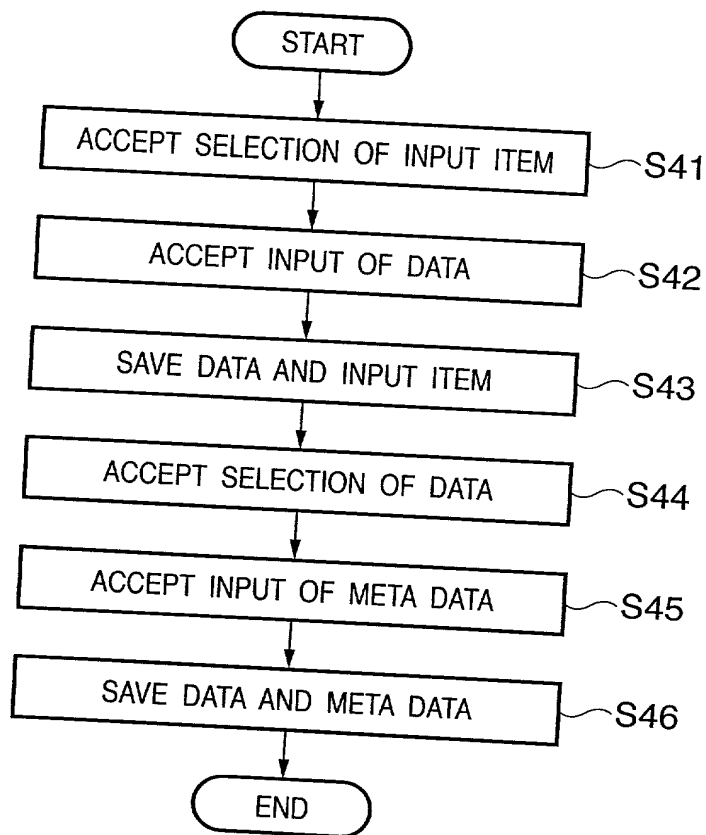 START
ACCEPT SELECTION OF INPUT ITEM S41
ACCEPT INPUT OF DATA S42
SAVE DATA AND INPUT ITEM S43
ACCEPT SELECTION OF DATA S44
ACCEPT INPUT OF META DATA S45
SAVE DATA AND META DATA S46
END